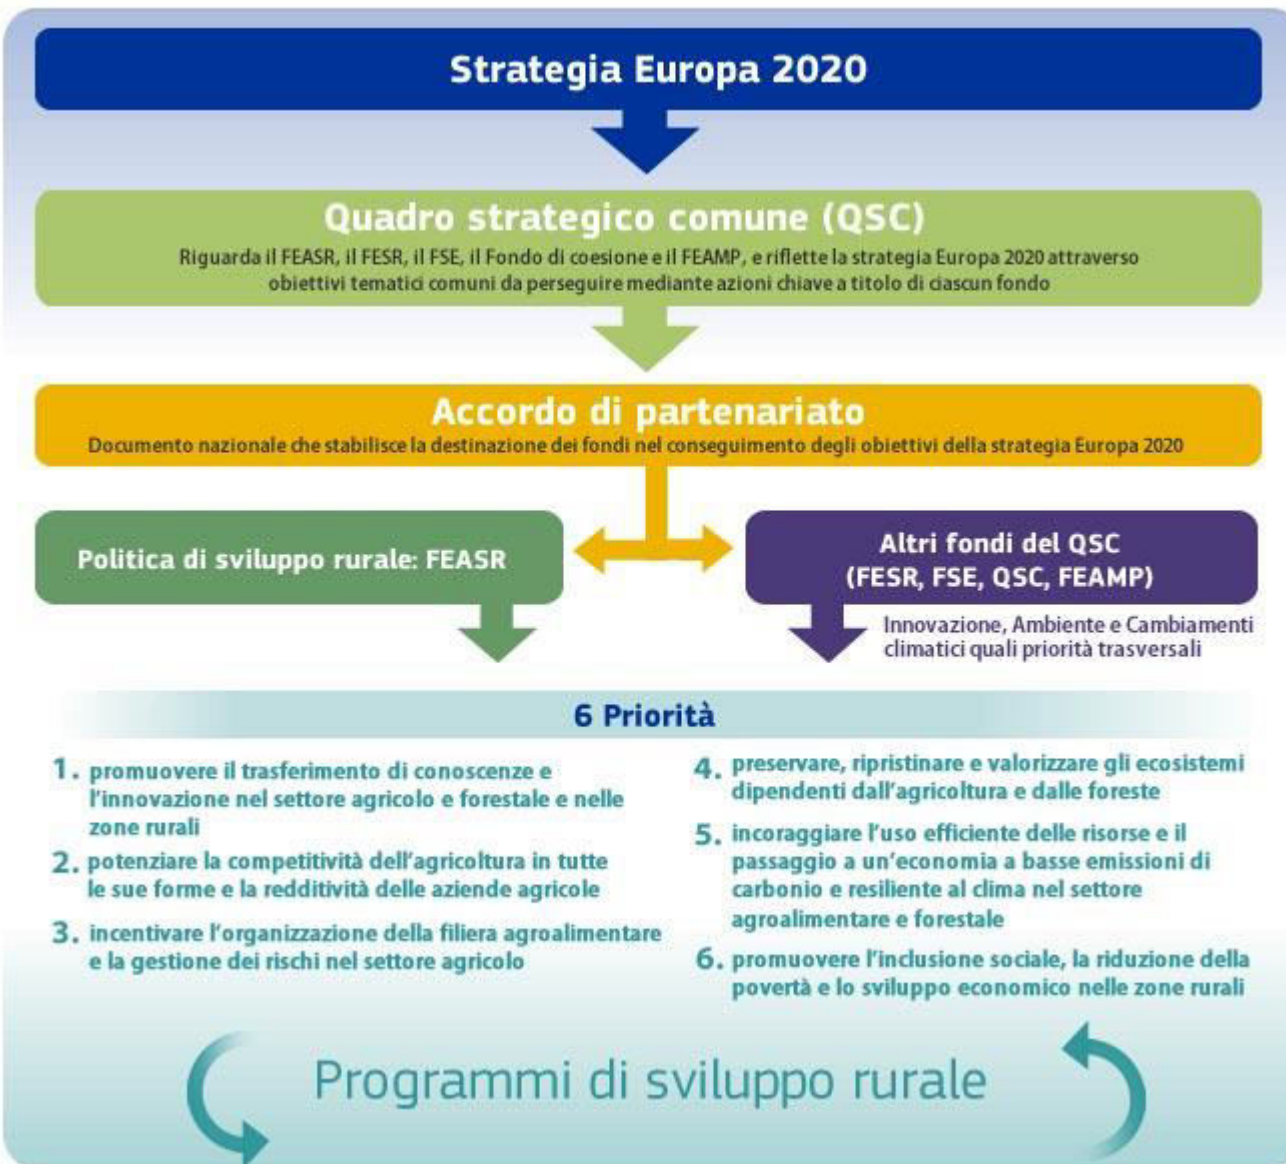 Strategia Europa 2020
Quadro strategico comune (QSC)
Riguarda il FEASR, il FESR, il FSE, il Fondo di coesione e il FEAMP, e riflette la strategia Europa 2020 attraverso
obiettivi tematici comuni da perseguire mediante azioni chiave a titolo di ciascun fondo
Accordo di partenariato
Documento nazionale che stabilisce la destinazione dei fondi nel conseguimento degli obiettivi della strategia Europa 2020
Politica di sviluppo rurale: FEASR
Altri fondi del QSC
(FESR, FSE, QSC, FEAMP)
Innovazione, Ambiente e Cambiamenti
climatici quali priorità trasversali
6 Priorità
1. promuovere il trasferimento di conoscenze e
l'innovazione nel settore agricolo e forestale e nelle
zone rurali
2. potenziare la competitività dell'agricoltura in tutte
le sue forme e la redditività delle aziende agricole
3. incentivare l'organizzazione della filiera agroalimentare
e la gestione dei rischi nel settore agricolo
4. preservare, ripristinare e valorizzare gli ecosistemi
dipendenti dall'agricoltura e dalle foreste
5. incoraggiare l'uso efficiente delle risorse e il
passaggio a un'economia a basse emissioni di
carbonio e resiliente al clima nel settore
agroalimentare e forestale
6. promuovere l'inclusione sociale, la riduzione della
povertà e lo sviluppo economico nelle zone rurali
Programmi di sviluppo rurale